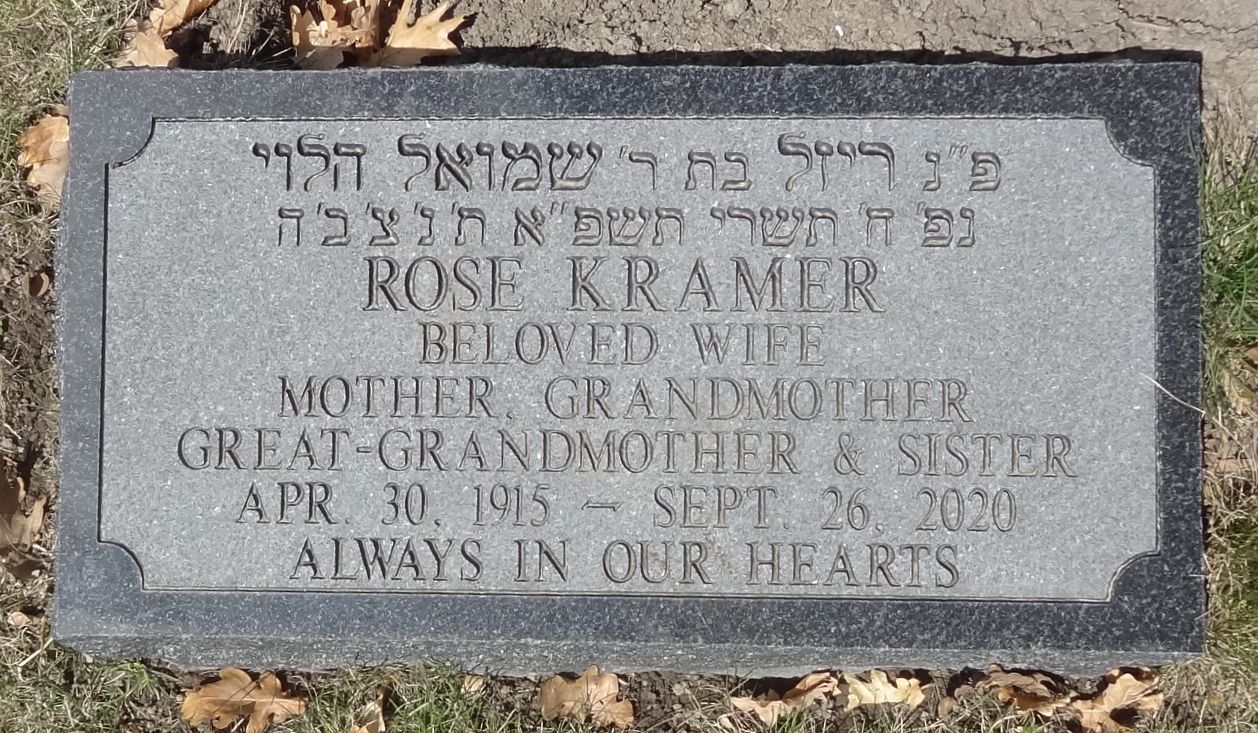 פ"נ ריזל בת ר' שמואל הלוי
נפ' ח' תשרי תשפ"א ת'נ'צ'ב'ה
ROSE KRAMER
BELOVED WIFE
MOTHER, GRANDMOTHER
GREAT-GRANDMOTHER & SISTER
APR. 30, 1915 – SEPT. 26, 2020
ALWAYS IN OUR HEARTS